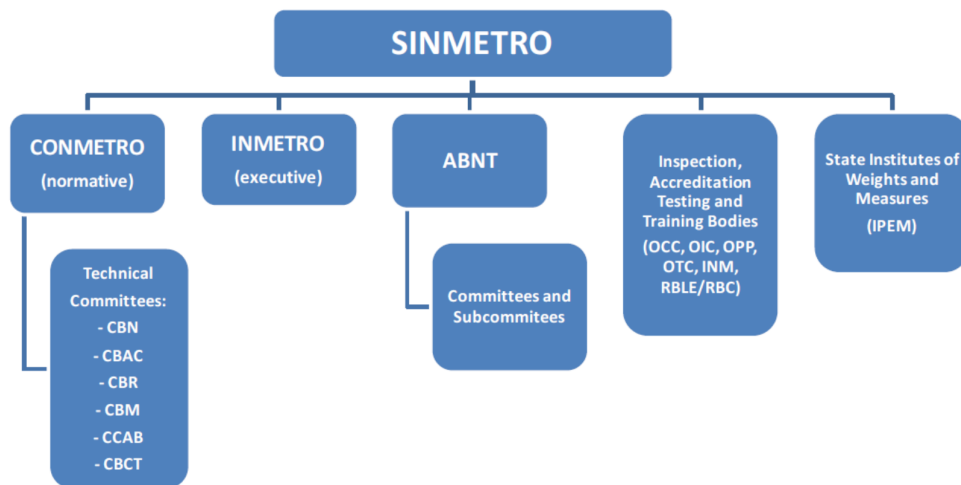 SINMETRO
CONMETRO
(normative)
INMETRO
(executive)
ABNT
Inspection,
Accreditation
Testing and
Training Bodies
(OCC, OIC, OPP,
OTC, INM,
RBLE/RBC)
State Institutes of
Weights and
Measures
(IPEM)
Technical
Committees:
- CBN
- CBAC
- CBR
- CBM
- CCAB
- CBCT
Committees and
Subcommitees